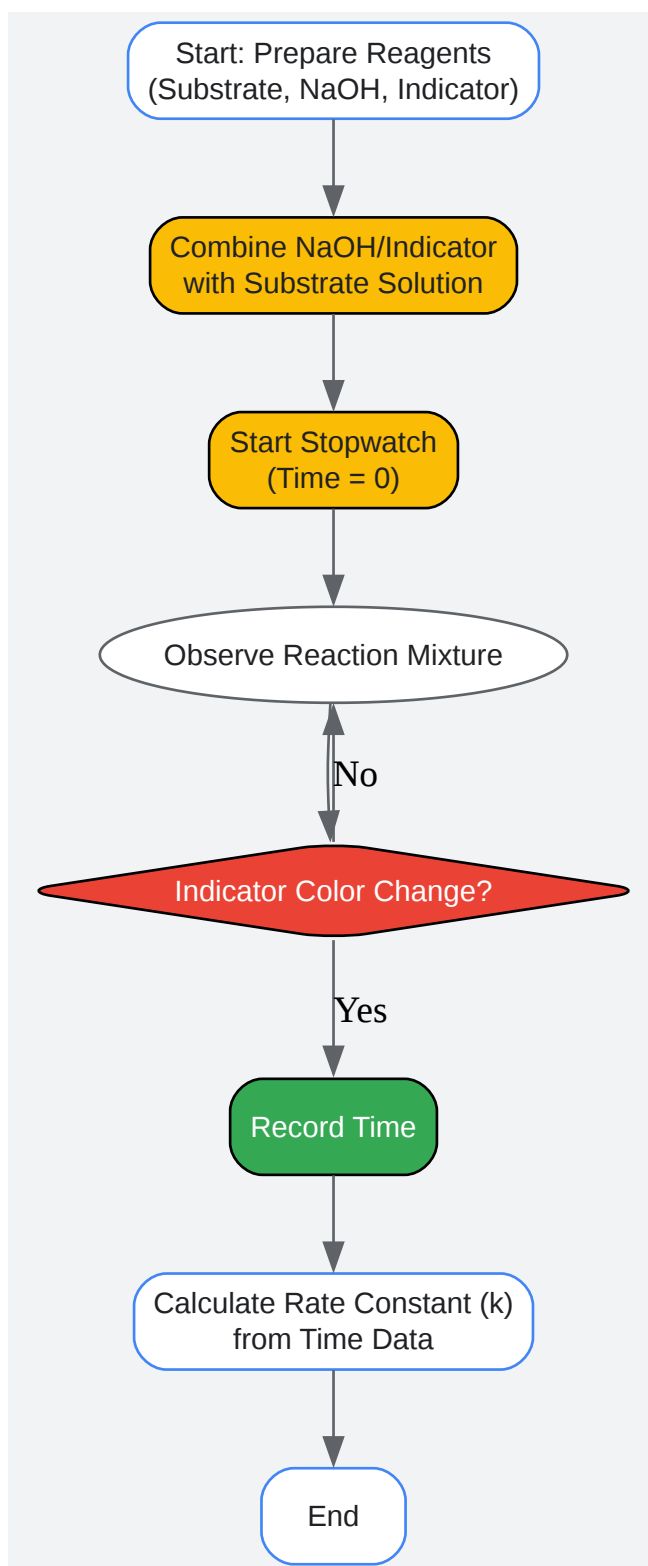 Start: Prepare Reagents
(Substrate, NaOH, Indicator)
Combine NaOH/Indicator
with Substrate Solution
Start Stopwatch
(Time = 0)
Observe Reaction Mixture
No
Indicator Color Change?
Yes
Record Time
Calculate Rate Constant (k)
from Time Data
End